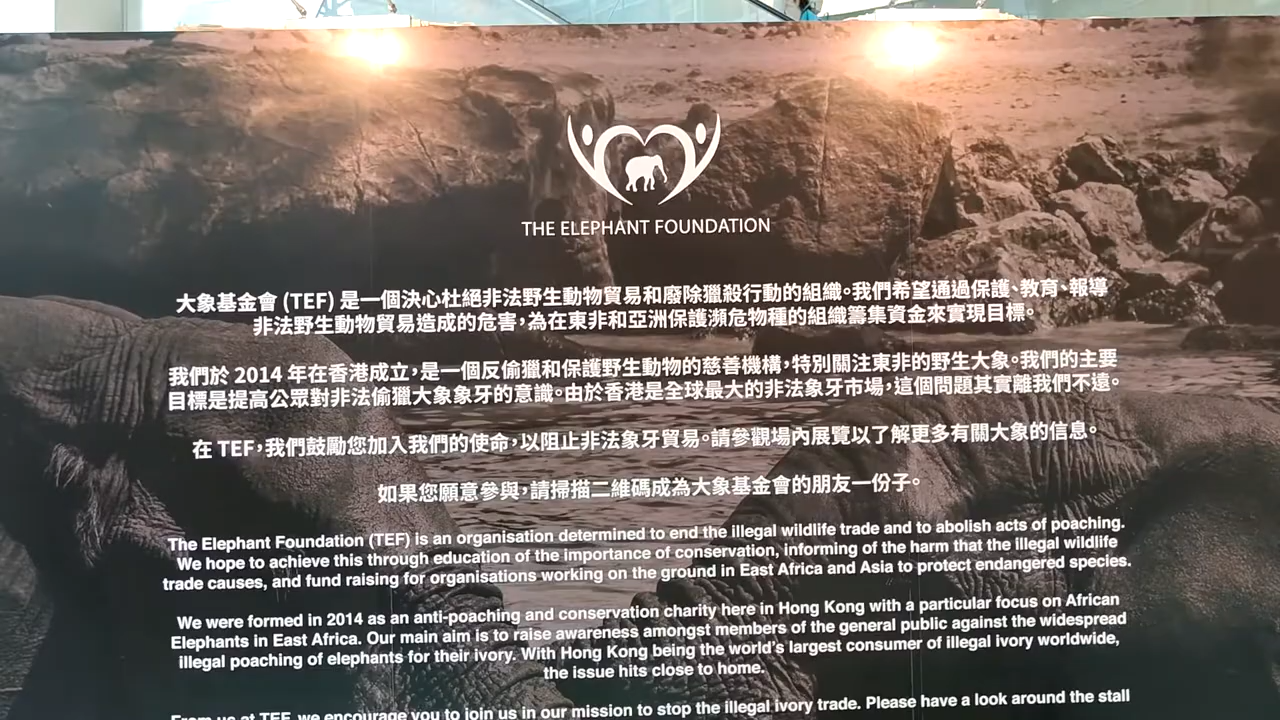 THE ELEPHANT FOUNDATION
大象基金會 (TEF) 是一個決心杜絕非法野生動物貿易和廢除獵殺行動的組織。我們希望通過保護、教育、報導
非法野生動物貿易造成的危害，為在東非和亞洲保護瀕危物種的組織籌集資金來實現目標。
我們於 2014 年在香港成立，是一個反偷獵和保護野生動物的慈善機構，特別關注東非的野生大象。我們的主要
目標是提高公眾對非法偷獵大象象牙的意識。由於香港是全球最大的非法象牙市場，這個問題其實離我們不遠。
在 TEF，我們鼓勵您加入我們的使命，以阻止非法象牙貿易。請參觀場內展覽以了解更多有關大象的信息。
如果您願意參與，請掃描二維碼成為大象基金會的朋友一份子。
The Elephant Foundation (TEF) is an organisation determined to end the illegal wildlife trade and to abolish acts of poaching.
We hope to achieve this through education of the importance of conservation, informing of the harm that the illegal wildlife
trade causes, and fund raising for organisations working on the ground in East Africa and Asia to protect endangered species.
We were formed in 2014 as an anti-poaching and conservation charity here in Hong Kong with a particular focus on African
Elephants in East Africa. Our main aim is to raise awareness amongst members of the general public against the widespread
illegal poaching of elephants for their ivory. With Hong Kong being the world's largest consumer of illegal ivory worldwide,
the issue hits close to home.
From us at TEF, we encourage you to join us in our mission to stop the illegal ivory trade. Please have a look around the stall